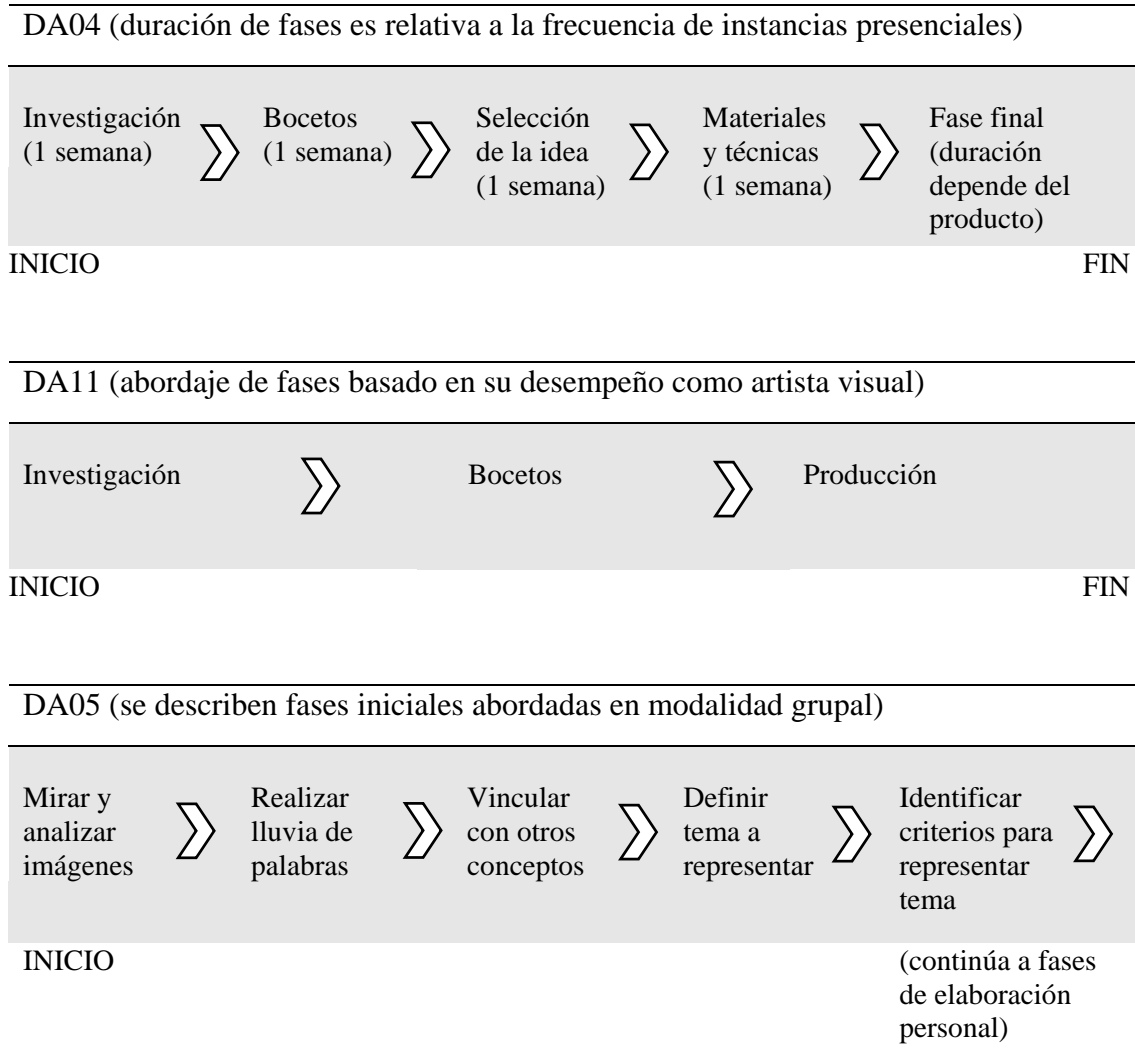 DA04 (duración de fases es relativa a la frecuencia de instancias presenciales)
Investigación
(1 semana)
Bocetos
(1 semana)
Selección
de la idea
(1 semana)
Materiales
y técnicas
(1 semana)
Fase final
(duración
depende del
producto)
INICIO
FIN
DA11 (abordaje de fases basado en su desempeño como artista visual)
Investigación
Bocetos
Producción
INICIO
FIN
DA05 (se describen fases iniciales abordadas en modalidad grupal)
Mirar y
analizar
imágenes
Realizar
lluvia de
palabras
Vincular
con otros
conceptos
Definir
tema a
representar
Identificar
criterios para
representar
tema
INICIO
(continúa a fases
de elaboración
personal)